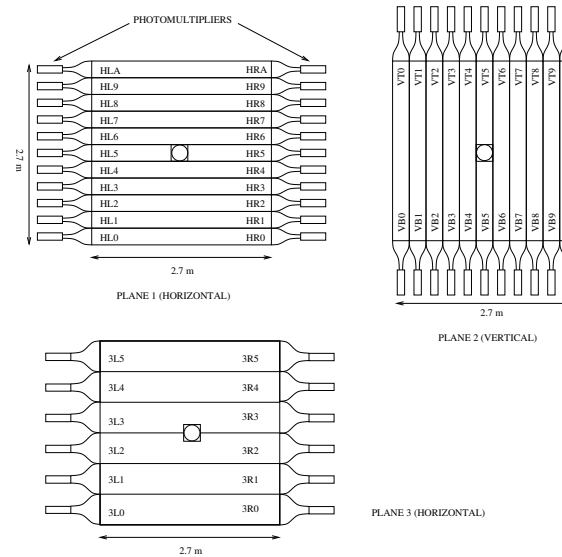 PHOTOMULTIPLIERS
HLA HRA
HL9 HR9
HL8 HR8
HL7 HR7
HL6 HR6
HL5 HR5
HL4 HR4
HL3 HR3
HL2 HR2
HL1 HR1
HL0 HR0
2.7 m
2.7 m
PLANE 1 (HORIZONTAL)
VT0 VT1 VT2 VT3 VT4 VT5 VT6 VT7 VT8 VT9
VB0 VB1 VB2 VB3 VB4 VB5 VB6 VB7 VB8 VB9
2.7 m
PLANE 2 (VERTICAL)
3L5 3R5
3L4 3R4
3L3 3R3
3L2 3R2
3L1 3R1
3L0 3R0
2.7 m
PLANE 3 (HORIZONTAL)